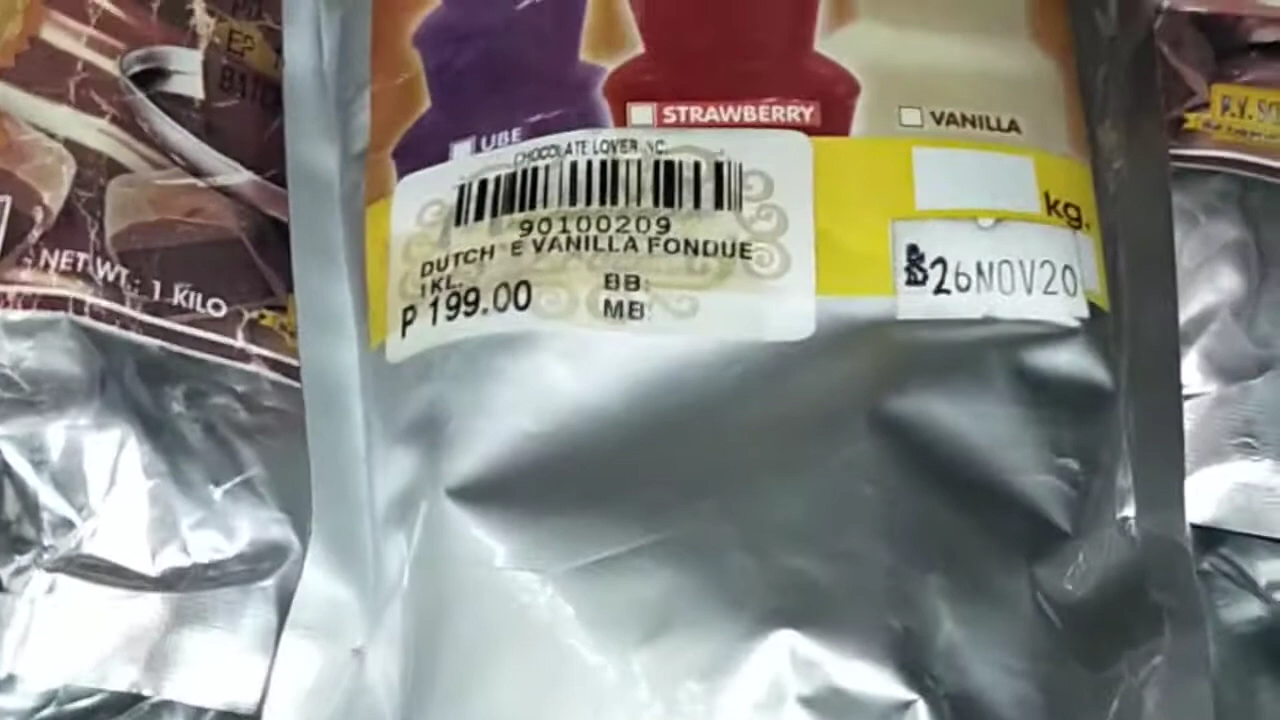 UBE
STRAWBERRY
VANILLA
CHOCOLATE LOVER INC.
90100209
DUTCH E VANILLA FONDUE
1KL.
P 199.00
BB:
MB:
kg.
26NOV20
NET WT.: 1 KILO